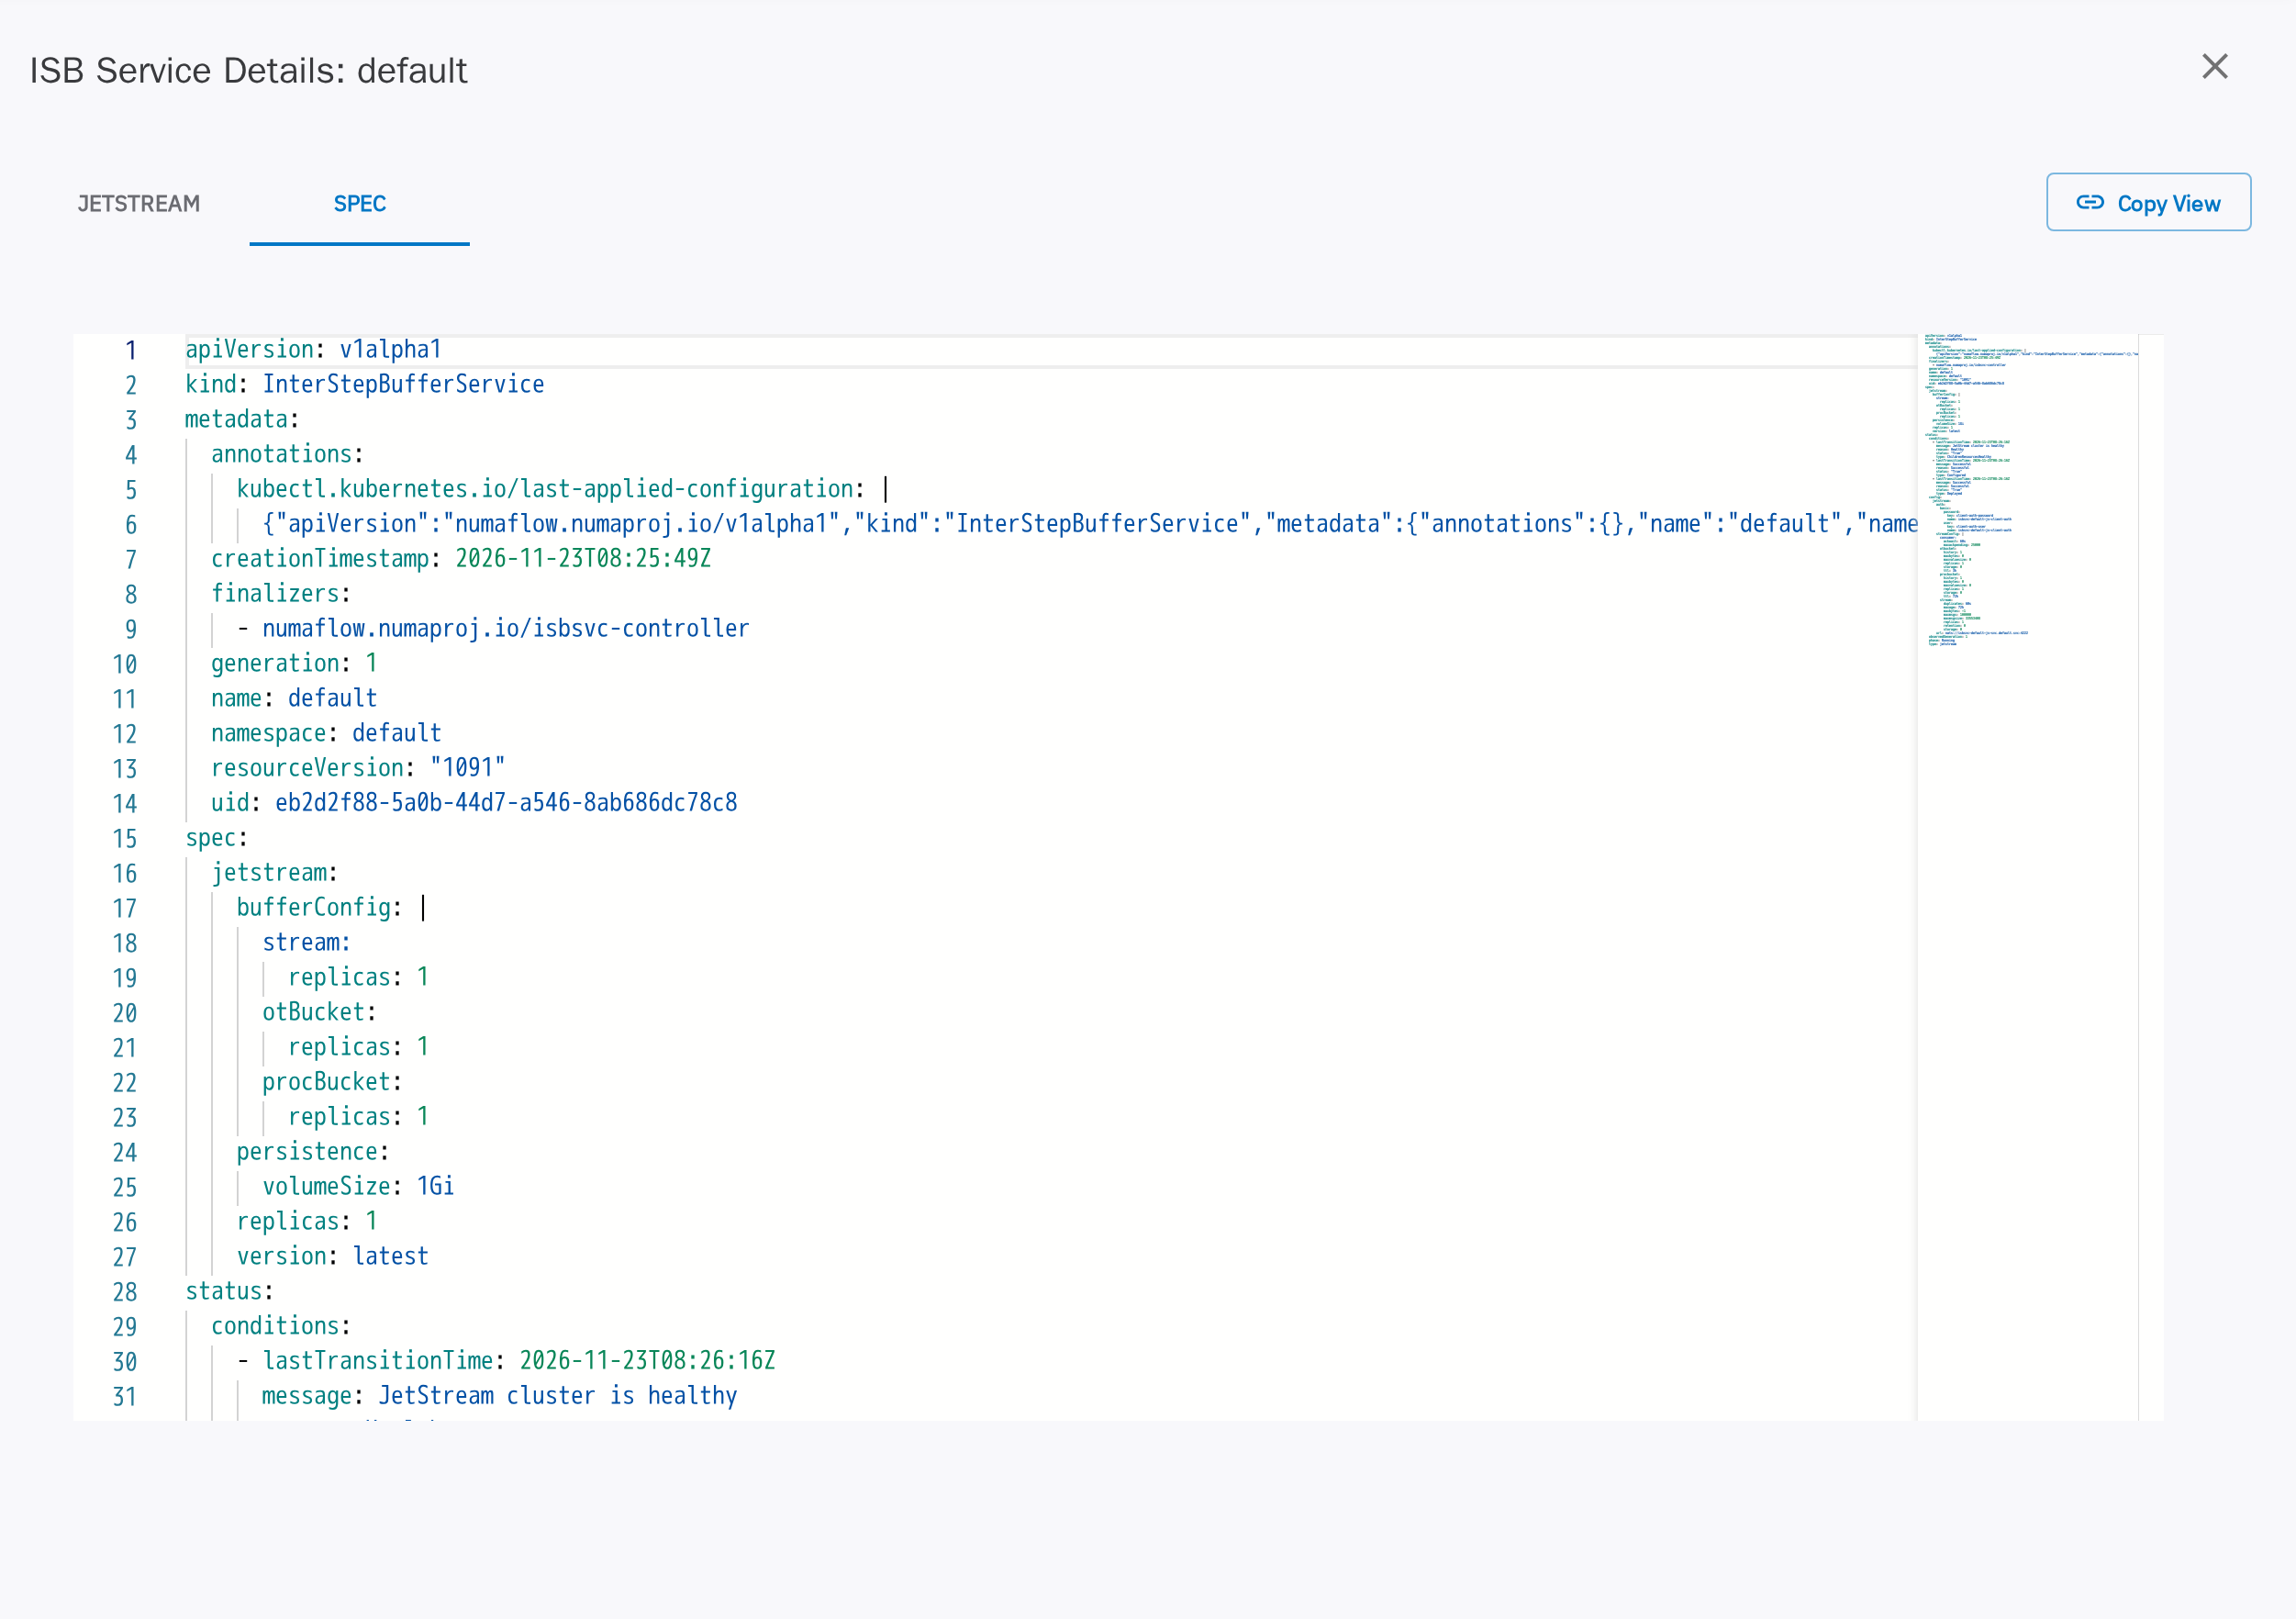 ISB Service Details: default
JETSTREAM
SPEC
Copy View
1 apiVersion: v1alpha1
2 kind: InterStepBufferService
3 metadata:
4 annotations:
5 kubectl.kubernetes.io/last-applied-configuration: |
6 {"apiVersion":"numaflow.numaproj.io/v1alpha1","kind":"InterStepBufferService","metadata":{"annotations":{},"name":"default","name
7 creationTimestamp: 2026-11-23T08:25:49Z
8 finalizers:
9 - numaflow.numaproj.io/isbsvc-controller
10 generation: 1
11 name: default
12 namespace: default
13 resourceVersion: "1091"
14 uid: eb2d2f88-5a0b-44d7-a546-8ab686dc78c8
15 spec:
16 jetstream:
17 bufferConfig: |
18 stream:
19 replicas: 1
20 otBucket:
21 replicas: 1
22 procBucket:
23 replicas: 1
24 persistence:
25 volumeSize: 1Gi
26 replicas: 1
27 version: latest
28 status:
29 conditions:
30 - lastTransitionTime: 2026-11-23T08:26:16Z
31 message: JetStream cluster is healthy